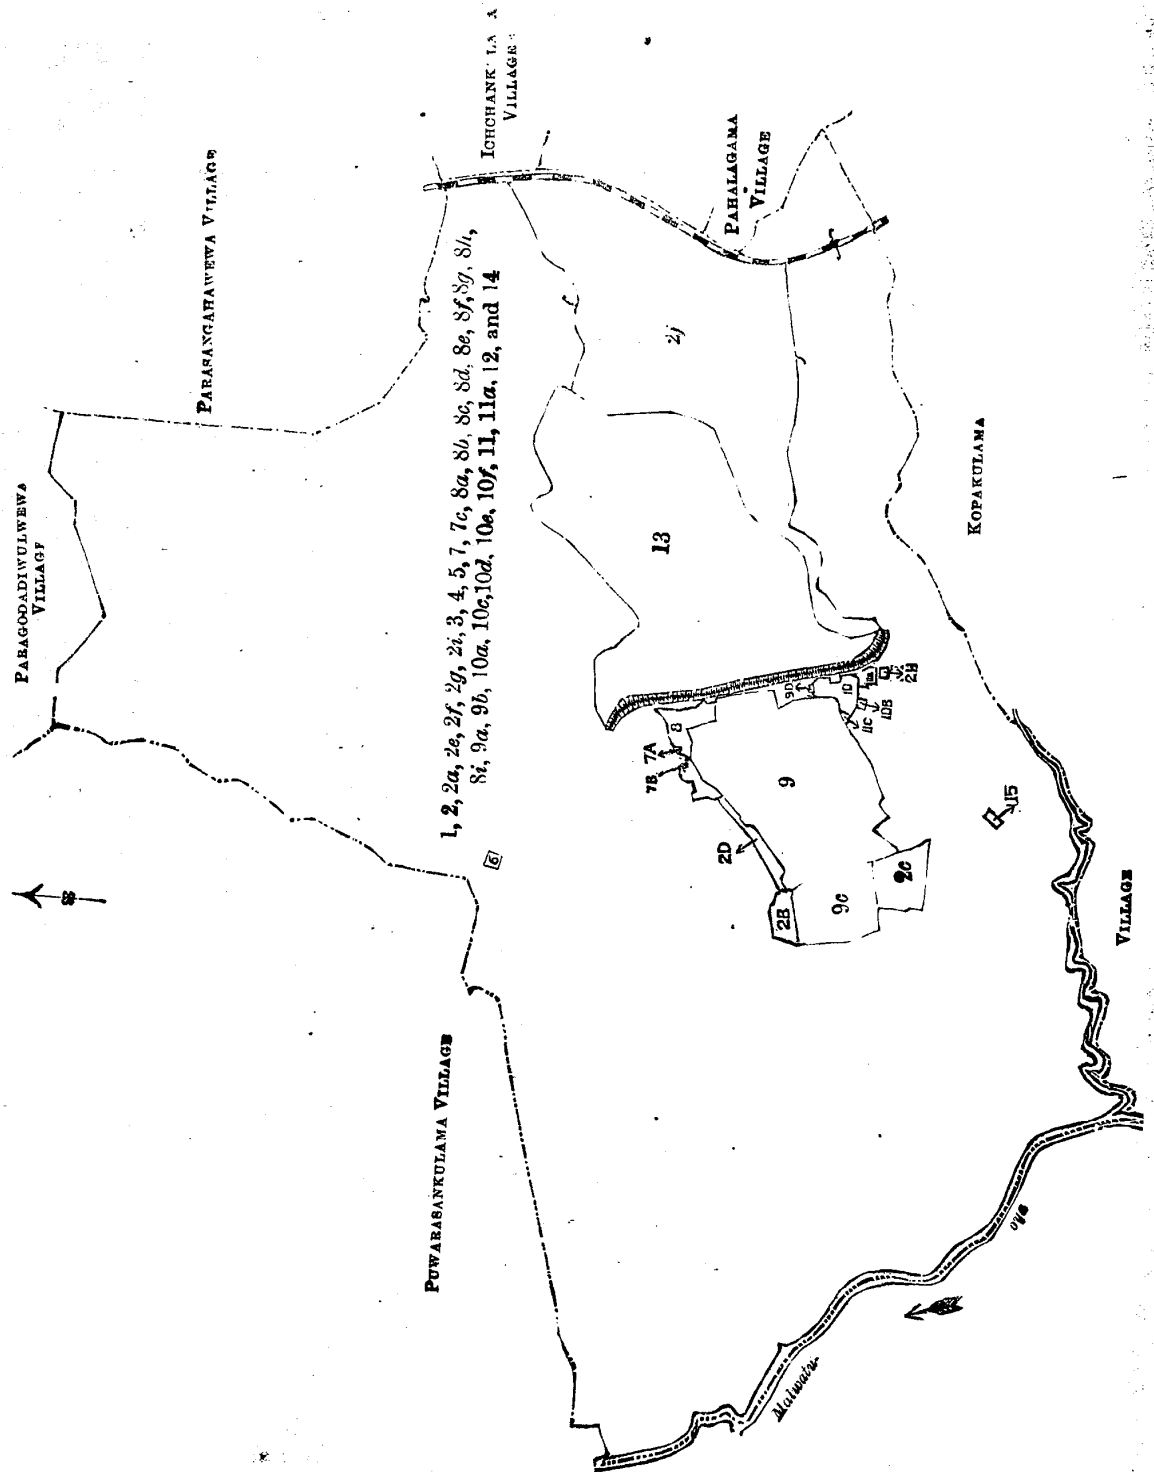 PARAGODADIWULWEWA
VILLAGE
PARASANGAHAWEWA VILLAGE
VILLAGE
PAHALAGAMA
VILLAGE
1, 2, 2a, 2e, 2f, 2g, 2i, 3, 4, 5, 7, 7c, 8a, 8b, 8c, 8d, 8e, 8f, 8g, 8h,
8i, 9a, 9b, 10a, 10c, 10d, 10e, 10f, 11, 11a, 12, and 14
6
2j
13
8
7A
7B
2D
9
9D
10
2H
10B
11C
2B
9c
2c
15
KOPAKULAMA
VILLAGE
PUWARASANKULAMA VILLAGE
Malwatu
oya